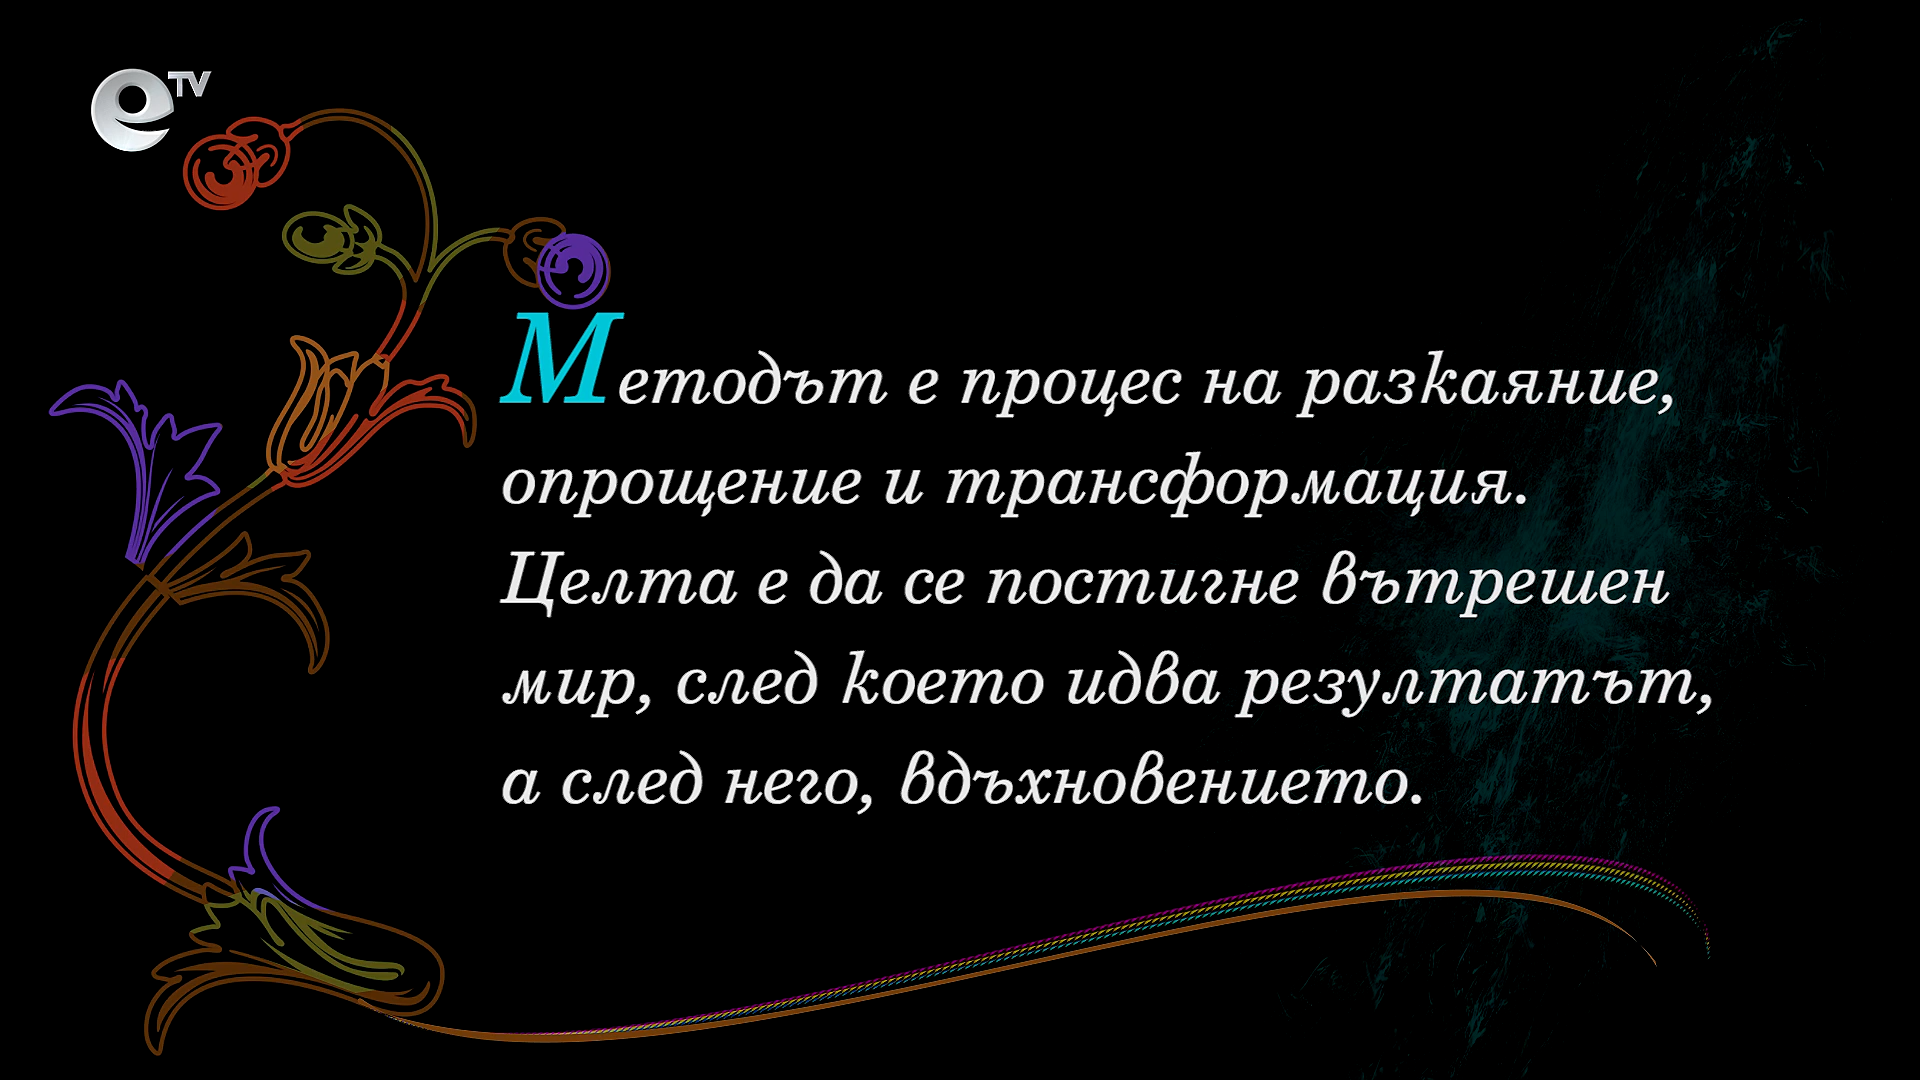 eTV
Методът е процес на разкаяние,
опрощение и трансформация.
Целта е да се постигне вътрешен
мир, след което идва резултатът,
а след него, вдъхновението.